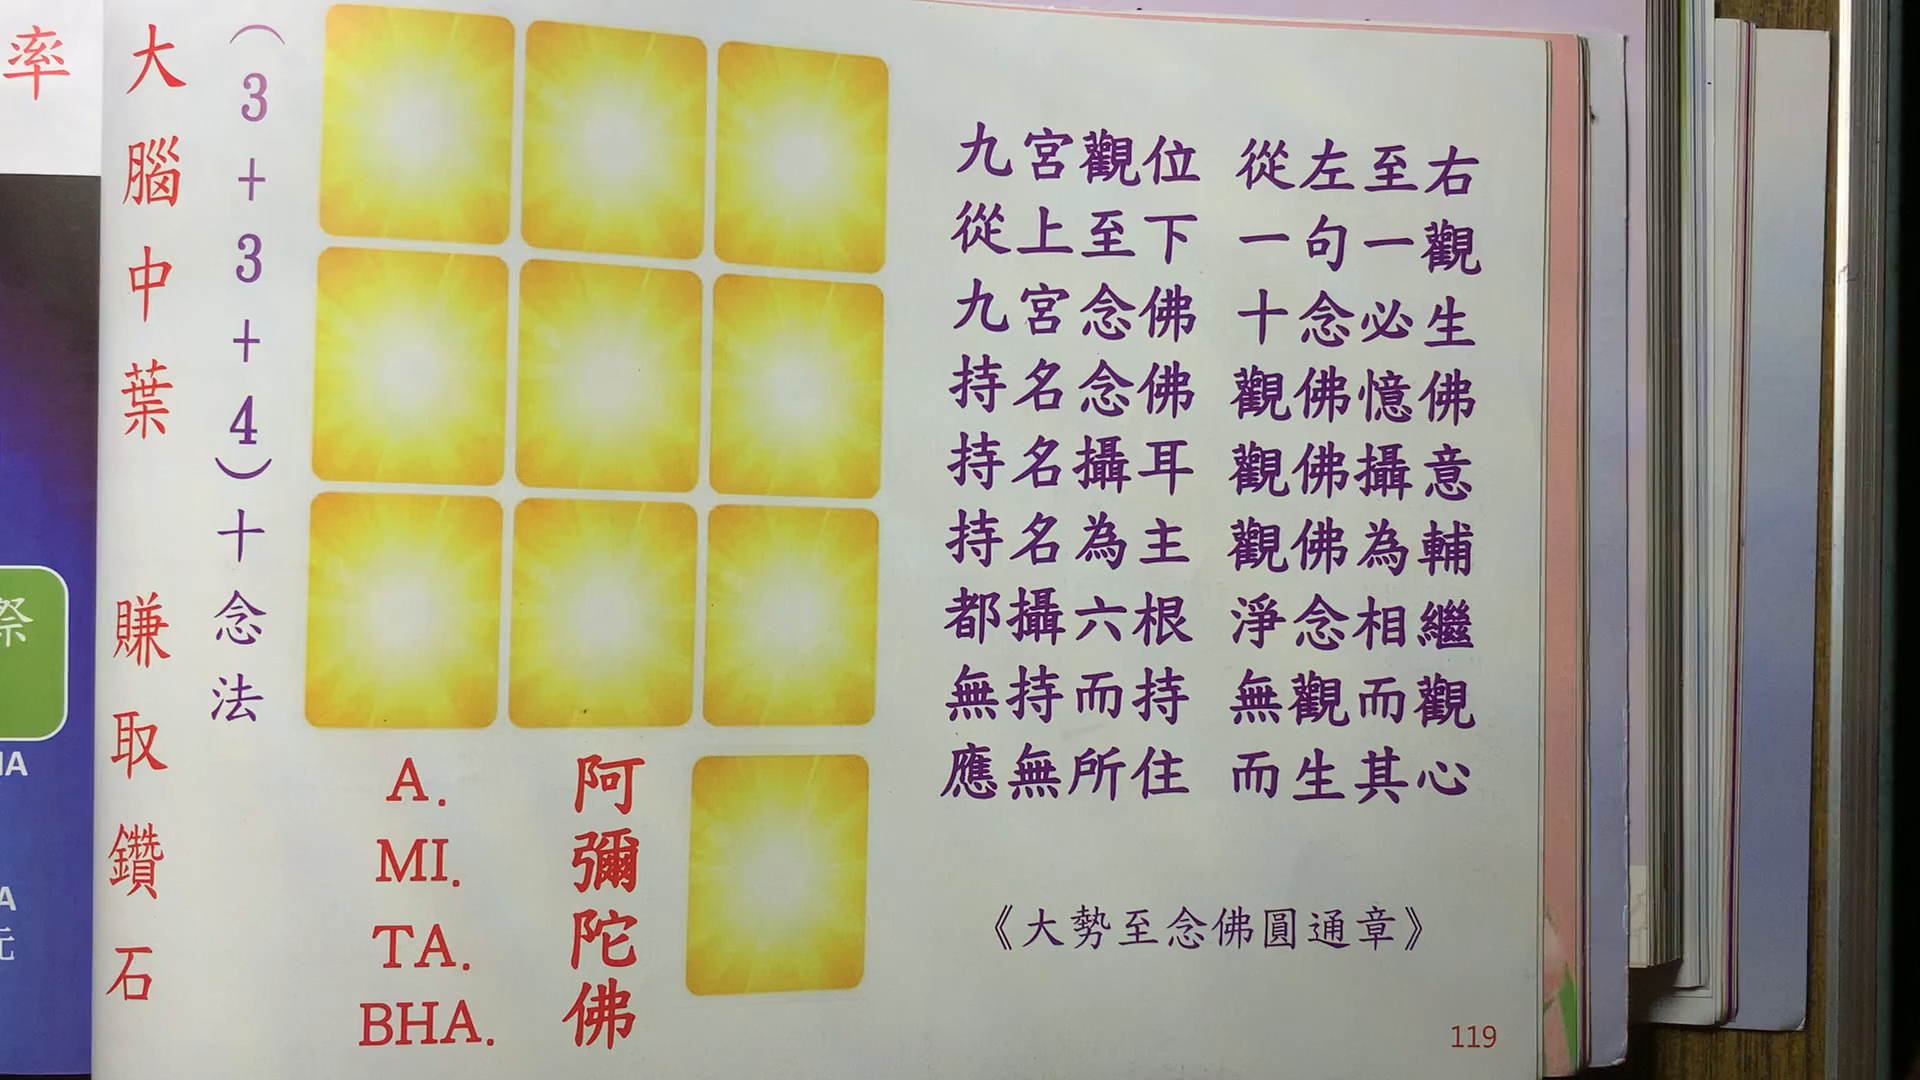 率
大腦中葉 賺取鑽石
(3+3+4)十念法
九宮觀位 從左至右
從上至下 一句一觀
九宮念佛 十念必生
持名念佛 觀佛憶佛
持名攝耳 觀佛攝意
持名為主 觀佛為輔
都攝六根 淨念相繼
無持而持 無觀而觀
應無所住 而生其心
《大勢至念佛圓通章》
A.
MI.
TA.
BHA.
阿彌陀佛
119